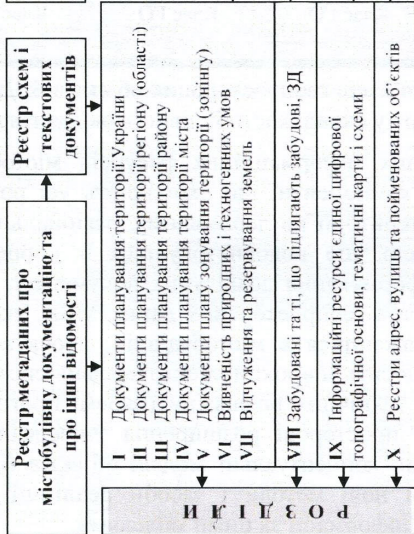 Реєстр метаданих про
містобудівну документацію та
про інші відомості
Реєстр схем і
текстових
документів
I Документи планування території України
II Документи планування території регіону (області)
III Документи планування території району
IV Документи планування території міста
V Документи плану зонування території (зонінгу)
V Вивченість природних і техногенних умов
VII Відчуження та резервування земель
VIII Забудовані та ті, що підлягають забудові, ЗД
IX Інформаційні ресурси єдиної цифрової
топографічної основи, тематичні карти і схеми
X Реєстри адрес, вулиць та пойменованих об'єктів
РОЗДІЛИ